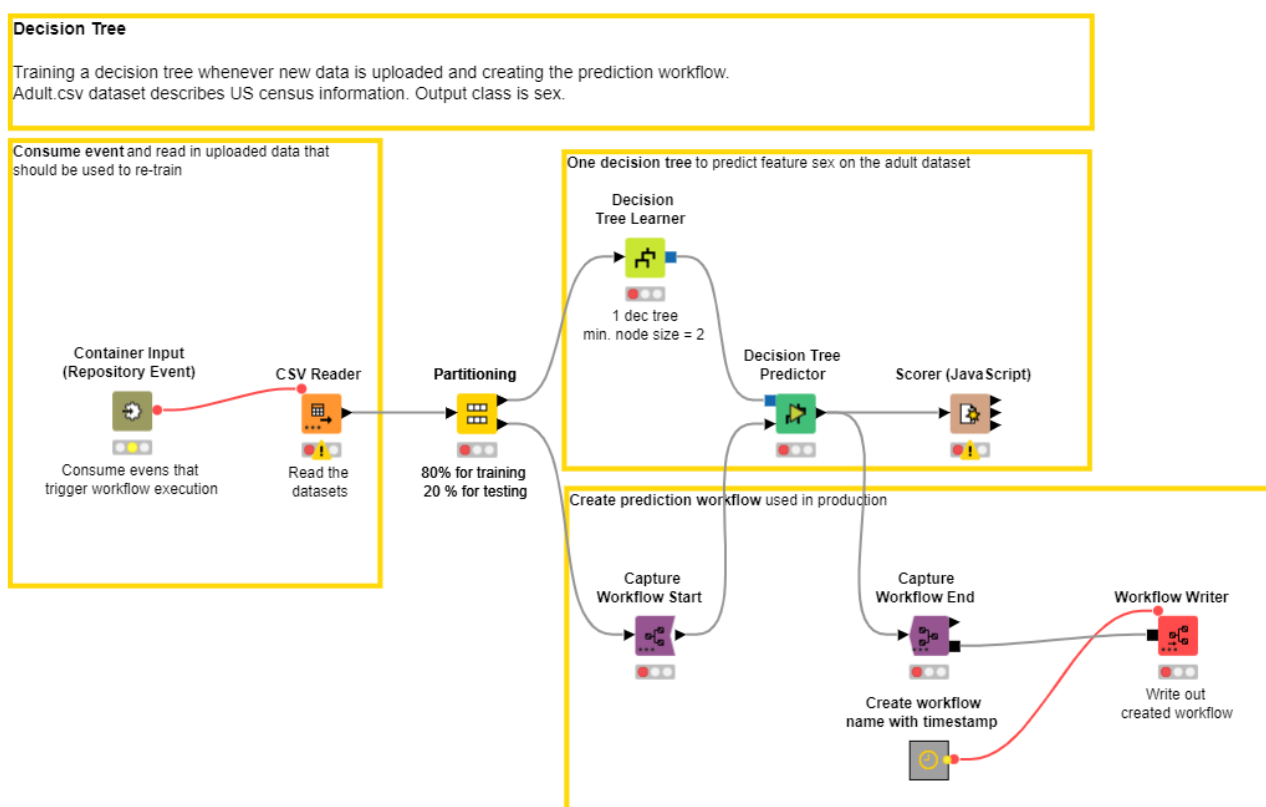 Decision Tree
Training a decision tree whenever new data is uploaded and creating the prediction workflow.
Adult.csv dataset describes US census information. Output class is sex.
Consume event and read in uploaded data that
should be used to re-train
One decision tree to predict feature sex on the adult dataset
Decision
Tree Learner
1 dec tree
min. node size = 2
Container Input
(Repository Event)
Consume evens that
trigger workflow execution
CSV Reader
Read the
datasets
Partitioning
80% for training
20 % for testing
Decision Tree
Predictor
Scorer (JavaScript)
Create prediction workflow used in production
Capture
Workflow Start
Capture
Workflow End
Workflow Writer
Write out
created workflow
Create workflow
name with timestamp